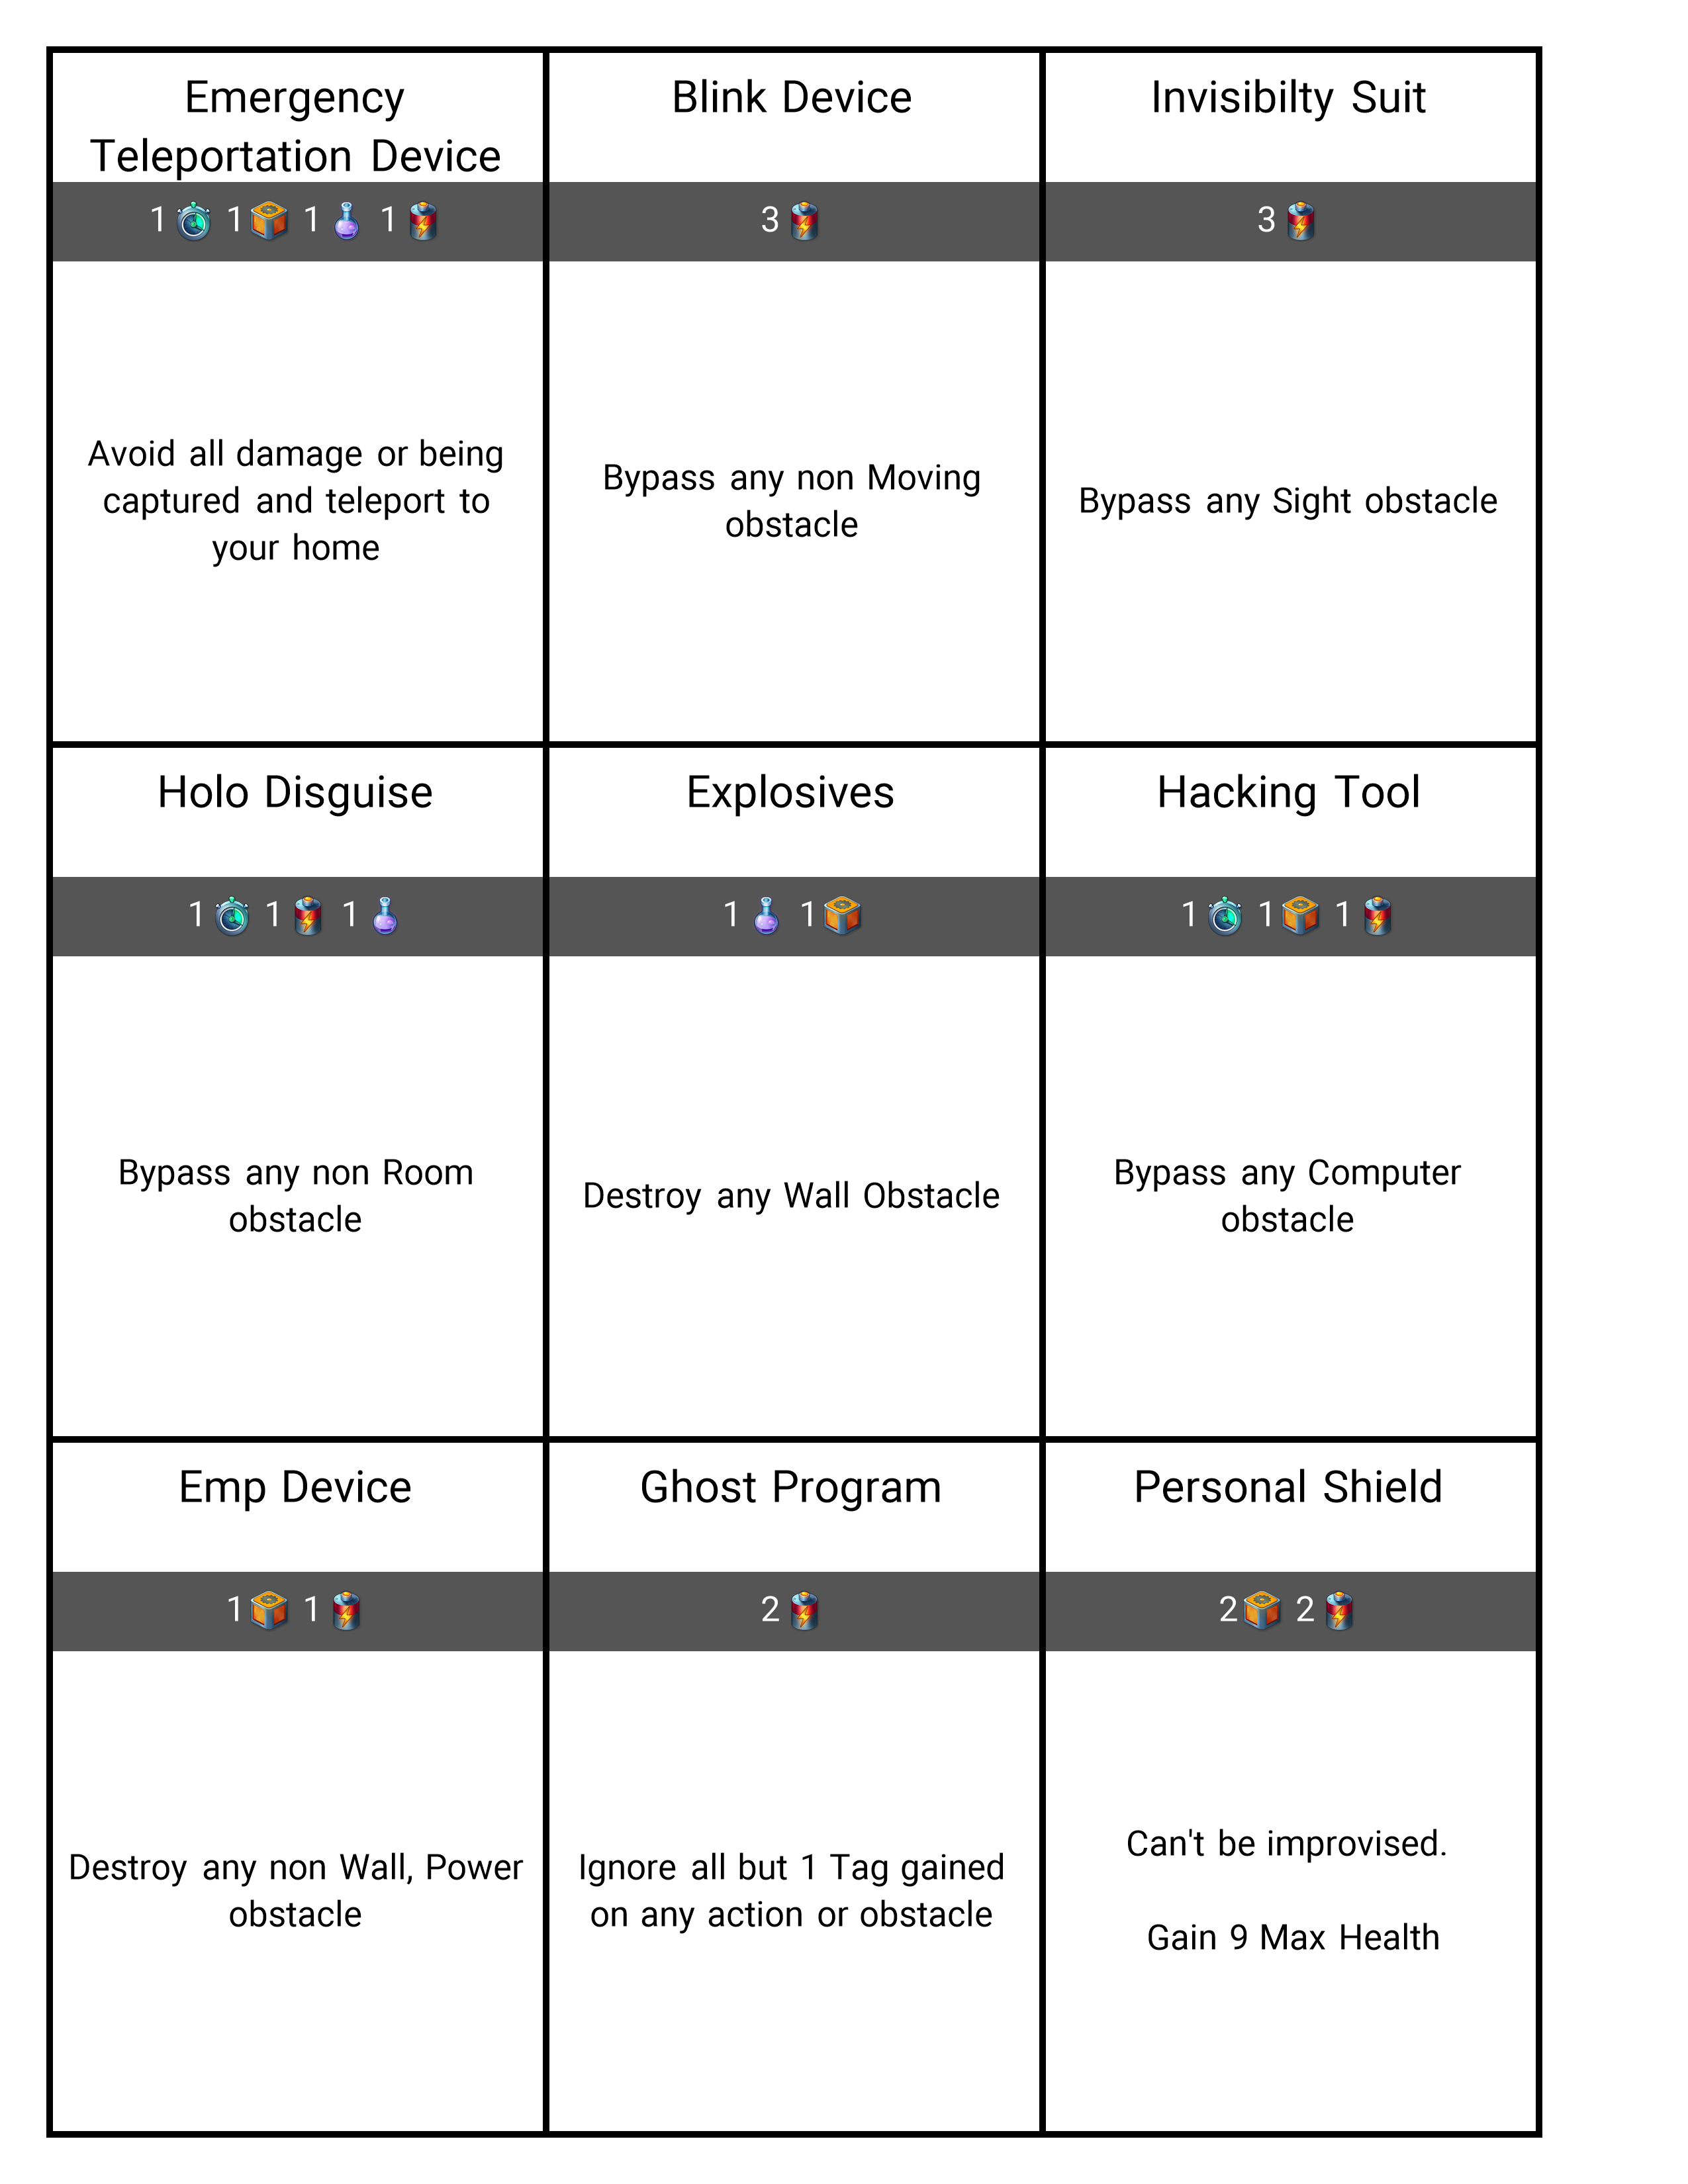 Emergency
Teleportation Device
1 1 1 1
Avoid all damage or being
captured and teleport to
your home
Blink Device
3
Bypass any non Moving
obstacle
Invisibilty Suit
3
Bypass any Sight obstacle
Holo Disguise
1 1 1
Bypass any non Room
obstacle
Explosives
1 1
Destroy any Wall Obstacle
Hacking Tool
1 1 1
Bypass any Computer
obstacle
Emp Device
1 1
Destroy any non Wall, Power
obstacle
Ghost Program
2
Ignore all but 1 Tag gained
on any action or obstacle
Personal Shield
2 2
Can't be improvised.
Gain 9 Max Health